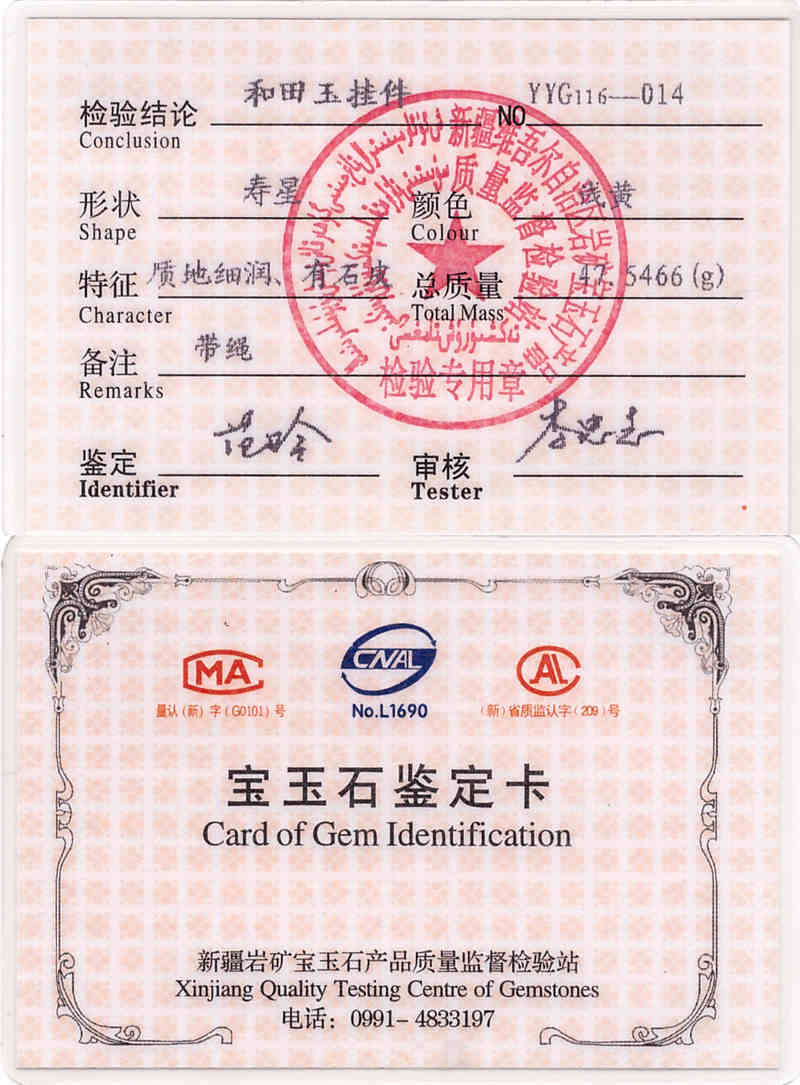 检验结论 和田玉挂件 NO YYG116—014
Conclusion
形状 寿星 颜色 浅黄
Shape Colour
特征 质地细润、有石皮 总质量 47.5466(g)
Character Total Mass
备注 带绳
Remarks
鉴定 审核 李忠志
Identifier Tester
新疆维吾尔自治区岩矿宝玉石产品
质量监督检验站
检验专用章
MA CNAL AL
量认(新)字(G0101)号 No.L1690 (新)省质监认字(209)号
宝玉石鉴定卡
Card of Gem Identification
新疆岩矿宝玉石产品质量监督检验站
Xinjiang Quality Testing Centre of Gemstones
电话：0991-4833197